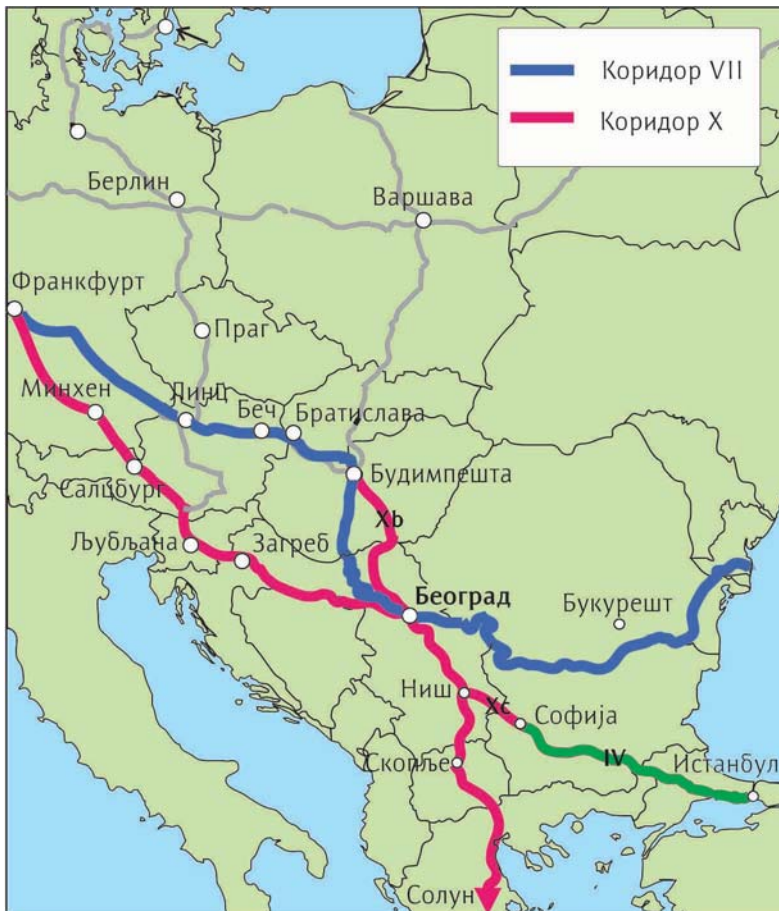 Коридор VII
Коридор X
Берлин
Варшава
Франкфурт
Праг
Минхен
Линц
Беч
Братислава
Салцбург
Будимпешта
Xb
Љубљана
Загреб
Београд
Букурешт
Ниш
Xc
Софија
Скопље
IV
Истанбул
Солун